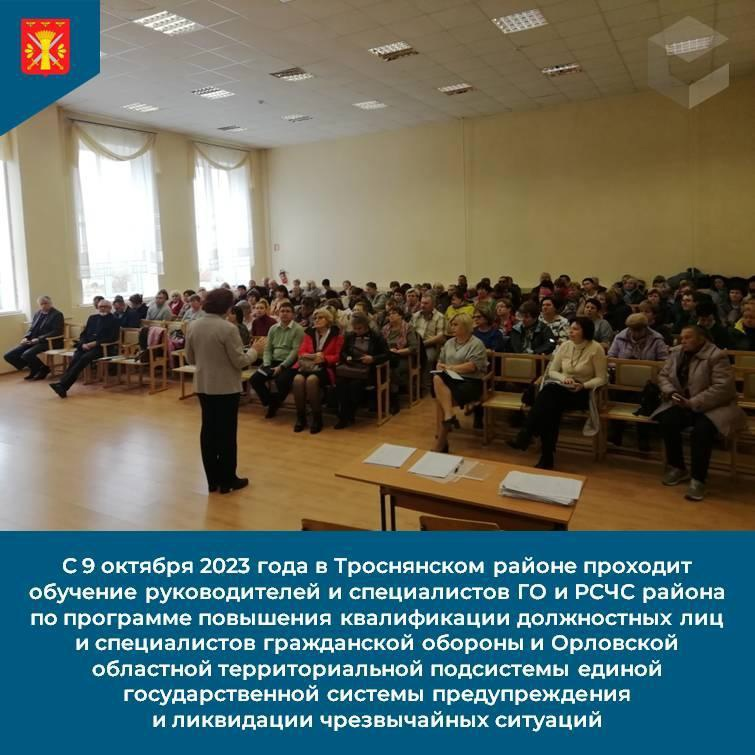 С 9 октября 2023 года в Троснянском районе проходит
обучение руководителей и специалистов ГО и РСЧС района
по программе повышения квалификации должностных лиц
и специалистов гражданской обороны и Орловской
областной территориальной подсистемы единой
государственной системы предупреждения
и ликвидации чрезвычайных ситуаций